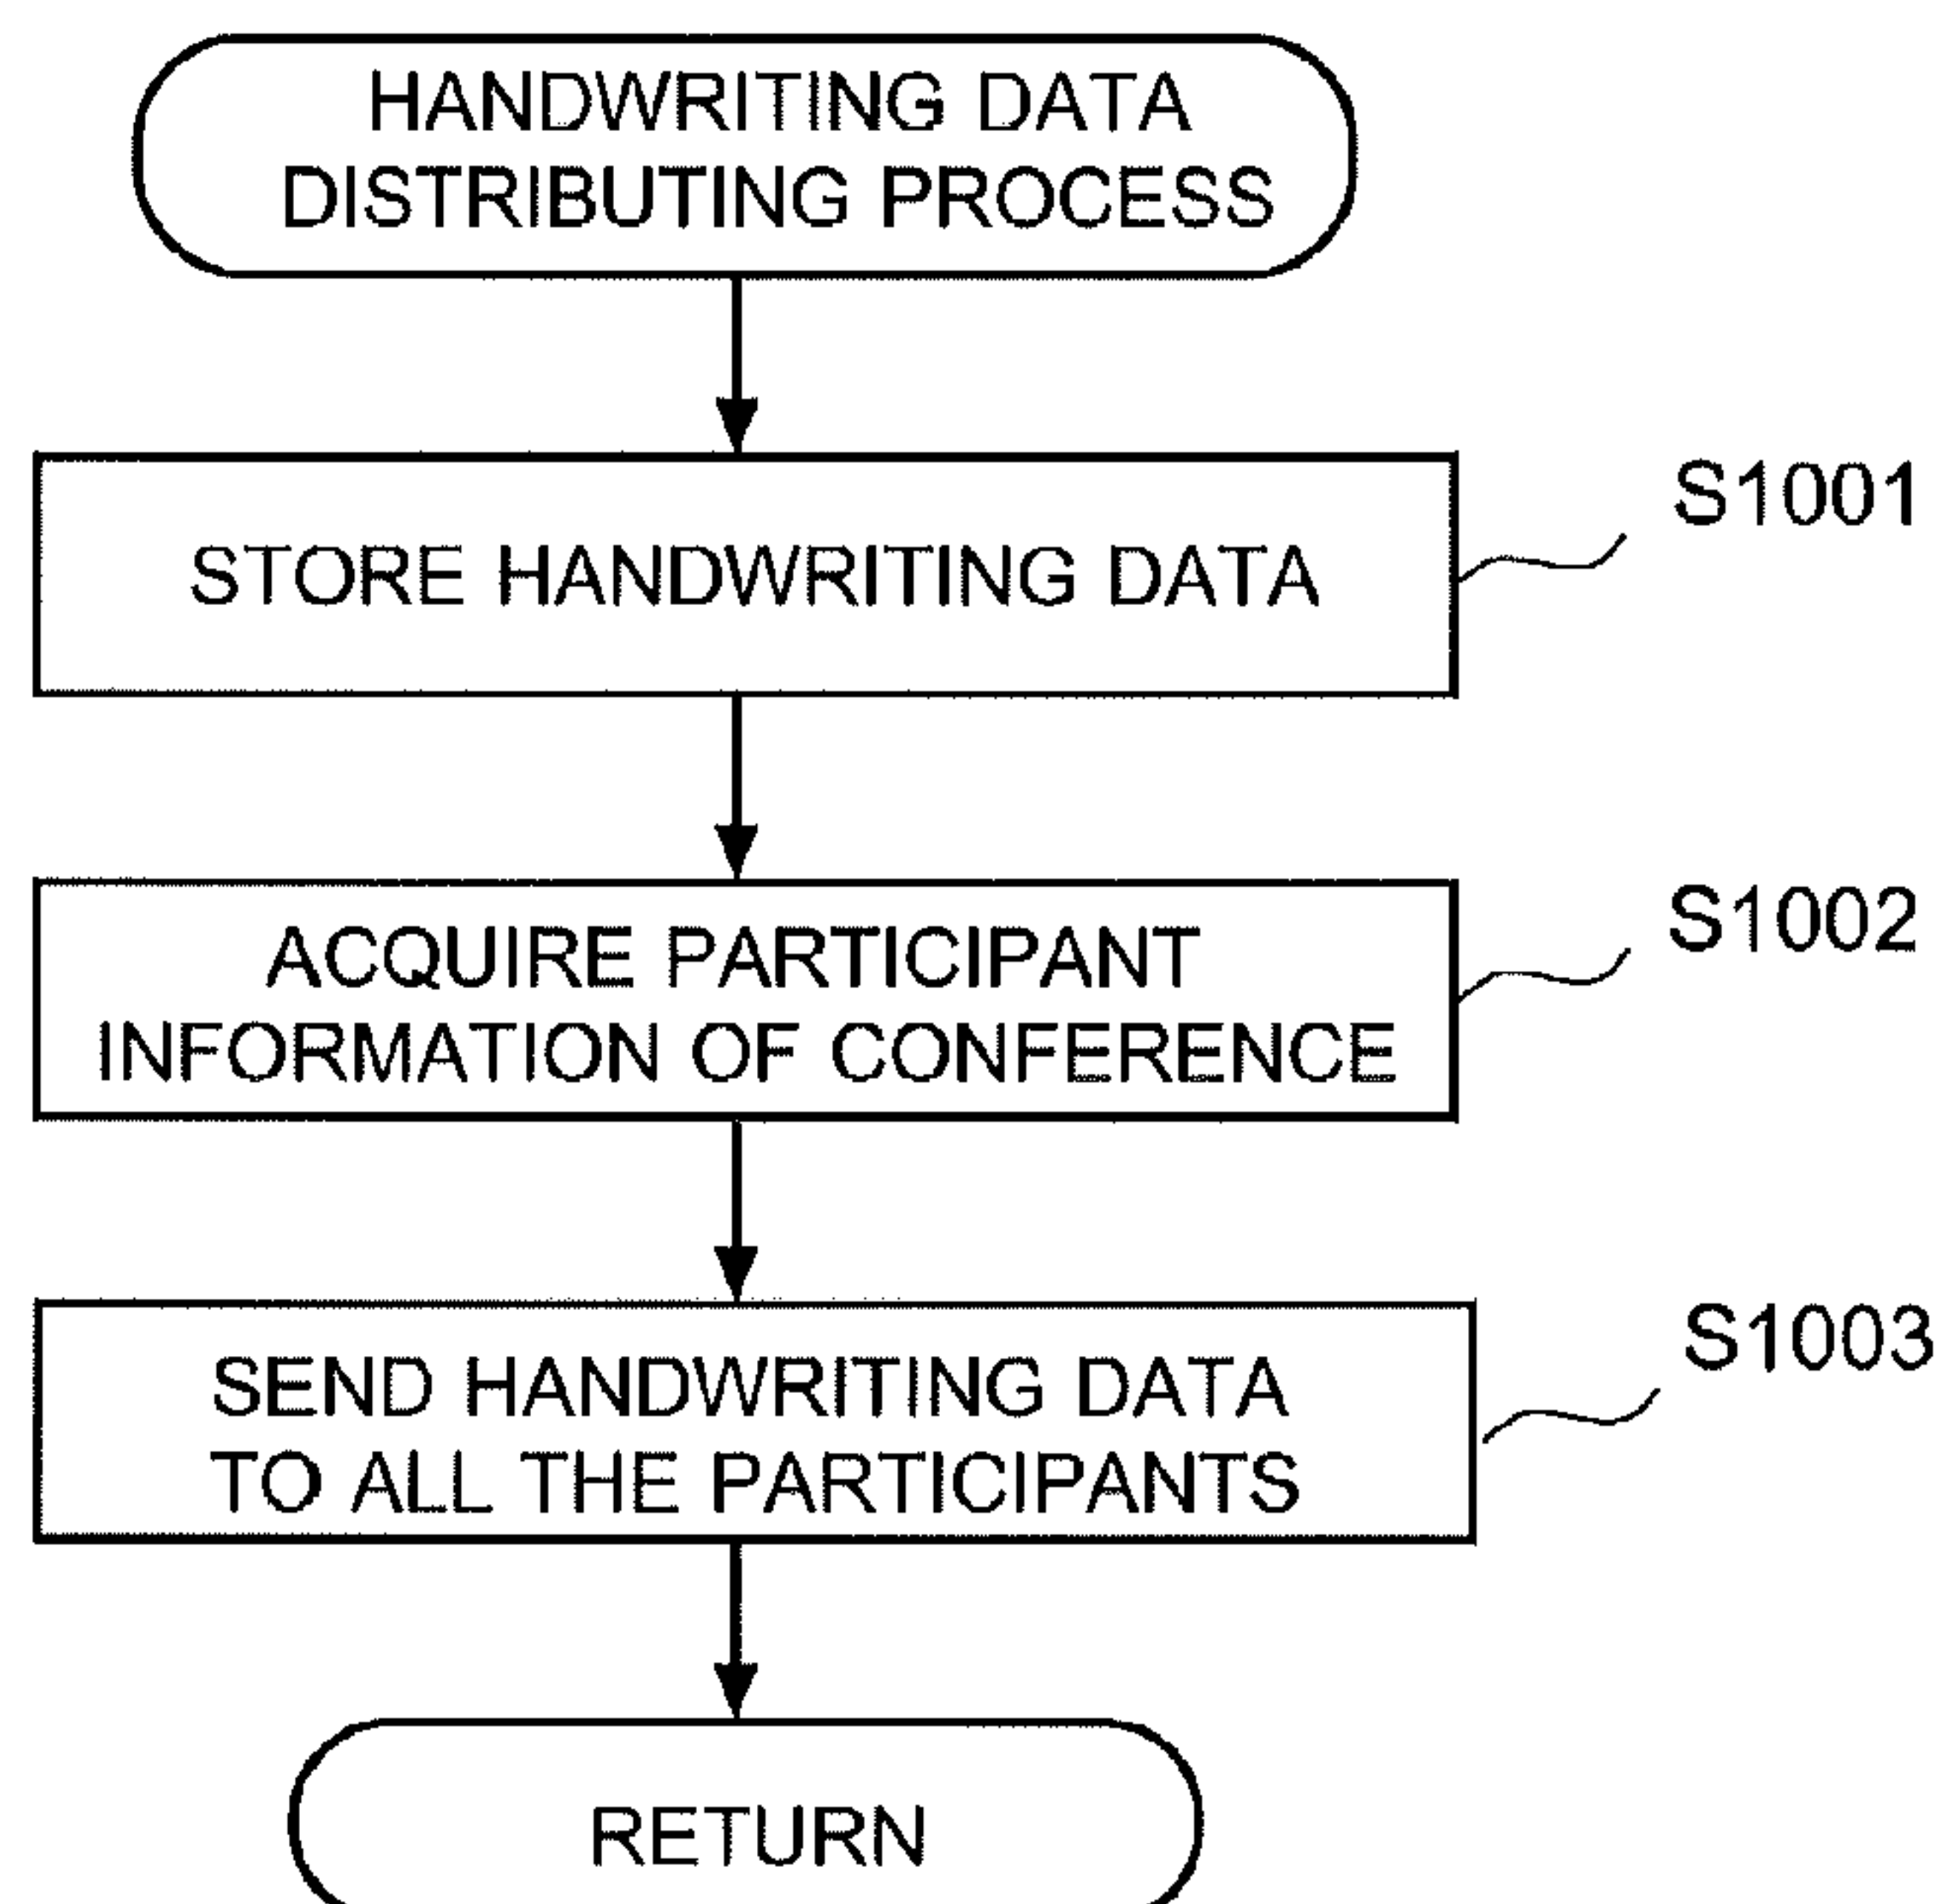 HANDWRITING DATA
DISTRIBUTING PROCESS
S1001
STORE HANDWRITING DATA
S1002
ACQUIRE PARTICIPANT
INFORMATION OF CONFERENCE
S1003
SEND HANDWRITING DATA
TO ALL THE PARTICIPANTS
RETURN